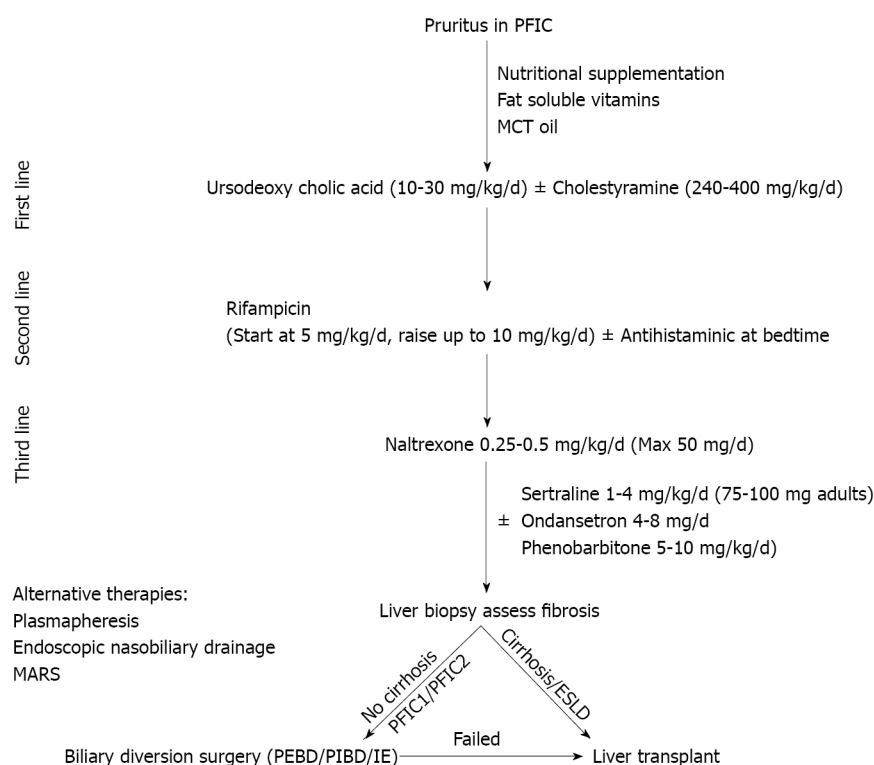 Pruritus in PFIC
Nutritional supplementation
Fat soluble vitamins
MCT oil
First line
Ursodeoxy cholic acid (10-30 mg/kg/d) ± Cholestyramine (240-400 mg/kg/d)
Second line
Rifampicin
(Start at 5 mg/kg/d, raise up to 10 mg/kg/d) ± Antihistaminic at bedtime
Third line
Naltrexone 0.25-0.5 mg/kg/d (Max 50 mg/d)
Sertraline 1-4 mg/kg/d (75-100 mg adults)
± Ondansetron 4-8 mg/d
Phenobarbitone 5-10 mg/kg/d)
Alternative therapies:
Plasmapheresis
Endoscopic nasobiliary drainage
MARS
Liver biopsy assess fibrosis
No cirrhosis
PFIC1/PFIC2
Cirrhosis/ESLD
Biliary diversion surgery (PEBD/PIBD/IE)
Failed
Liver transplant